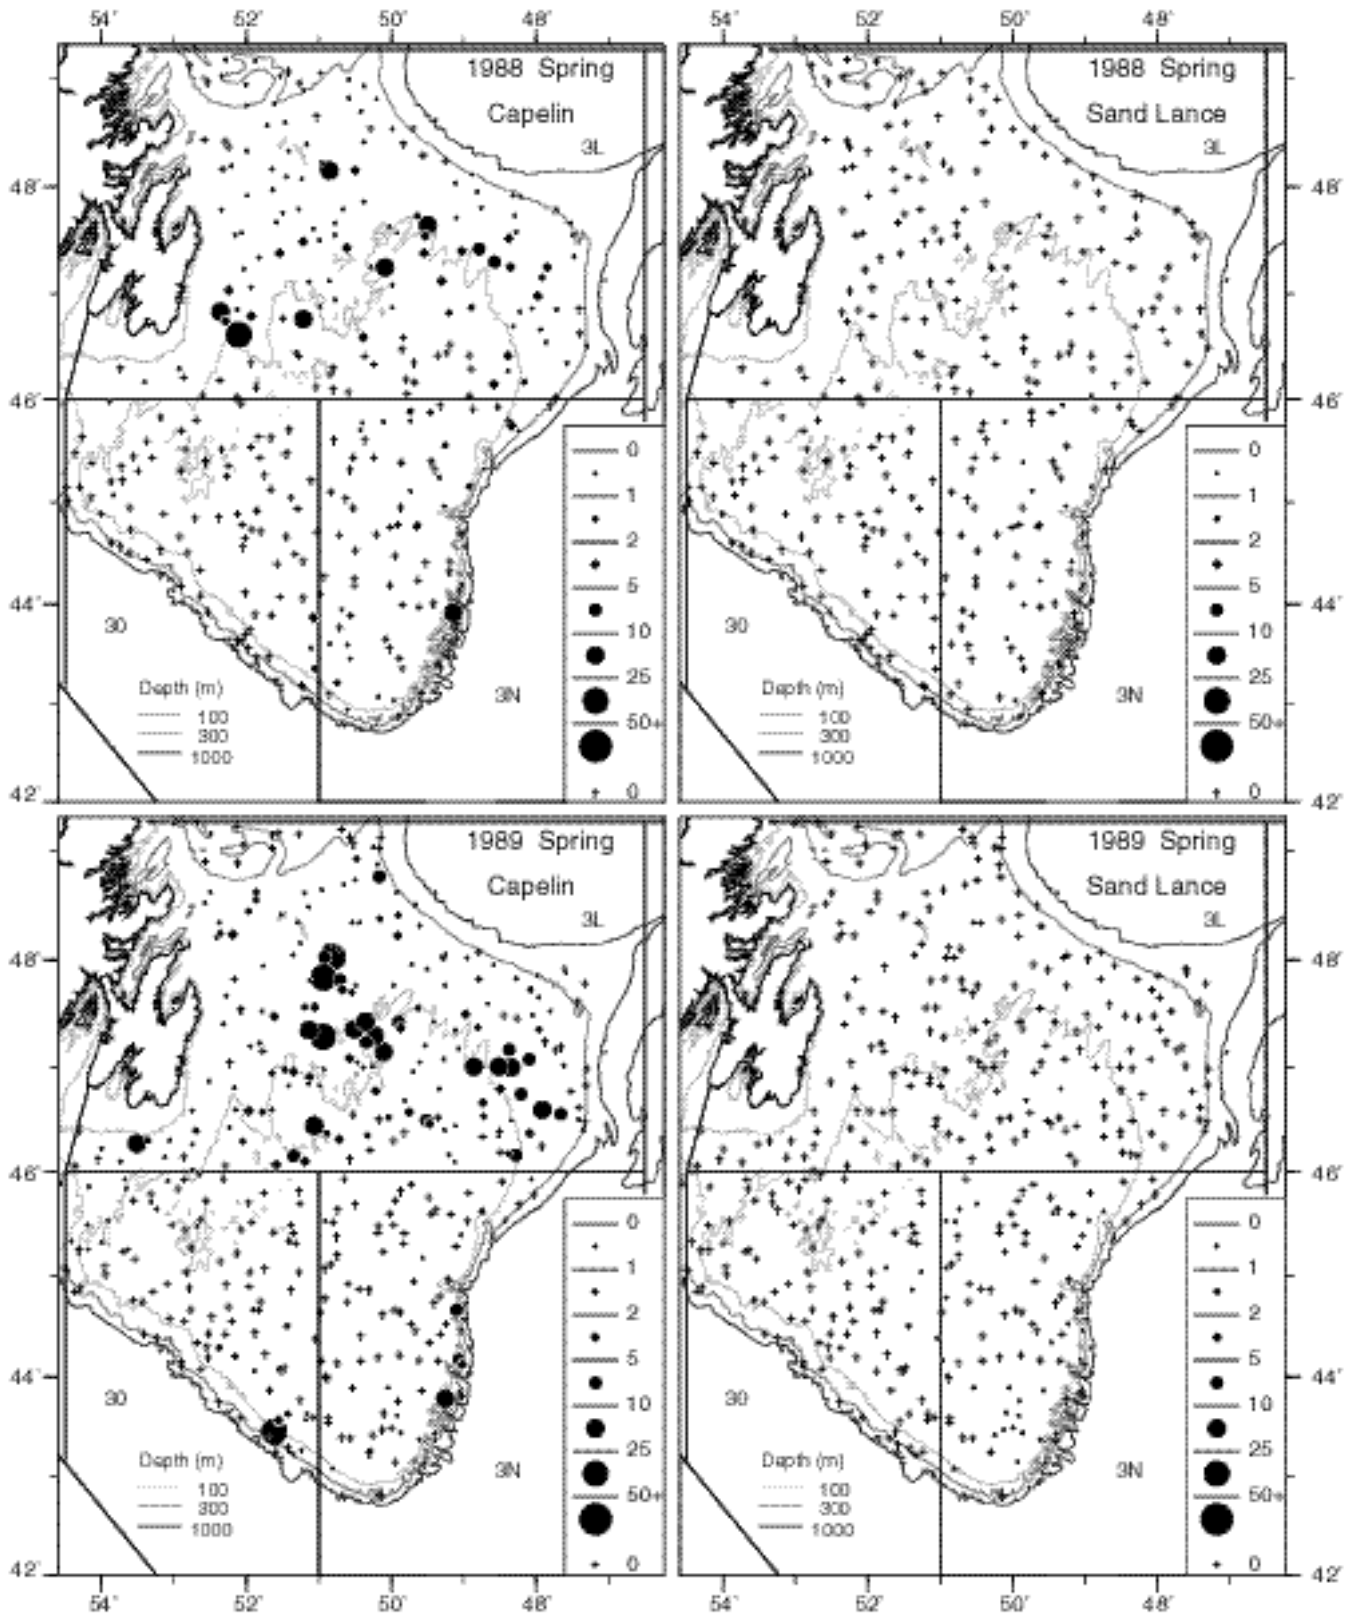 54′ 52′ 50′ 48′ 54′ 52′ 50′ 48′
1988 Spring
Capelin
3L
48′
46′
44′
42′
30
3N
Depth (m)
100
300
1000
0
1
2
5
10
25
50+
0
1988 Spring
Sand Lance
3L
48′
46′
44′
42′
30
3N
Depth (m)
100
300
1000
0
1
2
5
10
25
50+
0
1989 Spring
Capelin
3L
48′
46′
44′
42′
30
3N
Depth (m)
100
300
1000
0
1
2
5
10
25
50+
0
1989 Spring
Sand Lance
3L
48′
46′
44′
42′
30
3N
Depth (m)
100
300
1000
0
1
2
5
10
25
50+
0
54′ 52′ 50′ 48′ 54′ 52′ 50′ 48′